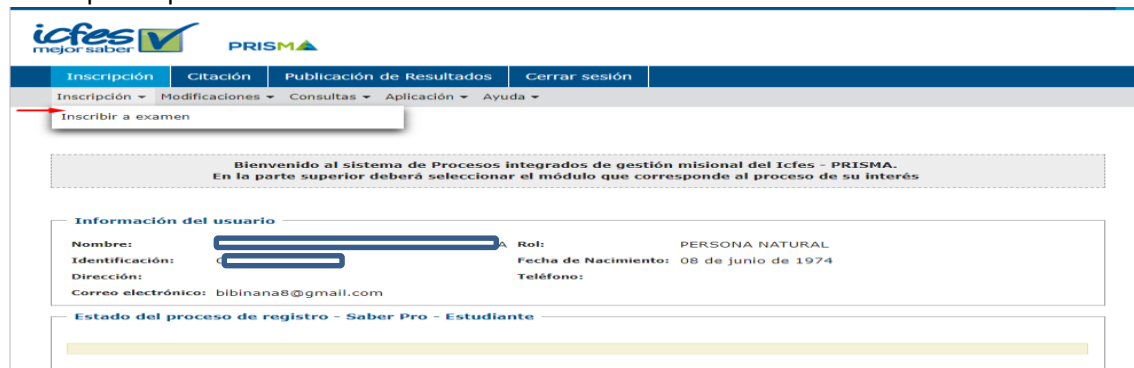 icfes
mejor saber
PRISMA
Inscripción Citación Publicación de Resultados Cerrar sesión
Inscripción Modificaciones Consultas Aplicación Ayuda
Inscribir a examen
Bienvenido al sistema de Procesos integrados de gestión misional del Icfes - PRISMA.
En la parte superior deberá seleccionar el módulo que corresponde al proceso de su interés
Información del usuario
Nombre: A Rol: PERSONA NATURAL
Identificación: Fecha de Nacimiento: 08 de junio de 1974
Dirección: Teléfono:
Correo electrónico: bibinana8@gmail.com
Estado del proceso de registro - Saber Pro - Estudiante